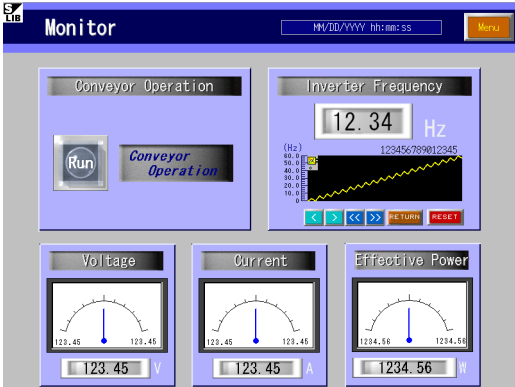 S
LIB
Monitor
MM/DD/YYYY hh:mm:ss
Menu
Conveyor Operation
Run
Conveyor
Operation
Inverter Frequency
12.34
Hz
(Hz)
123456789012345
60.0
50.0
40.0
30.0
20.0
10.0
0
< > << >> RETURN RESET
Voltage
123.45 123.45
123.45 V
Current
123.45 123.45
123.45 A
Effective Power
1234.56 1234.56
1234.56 W